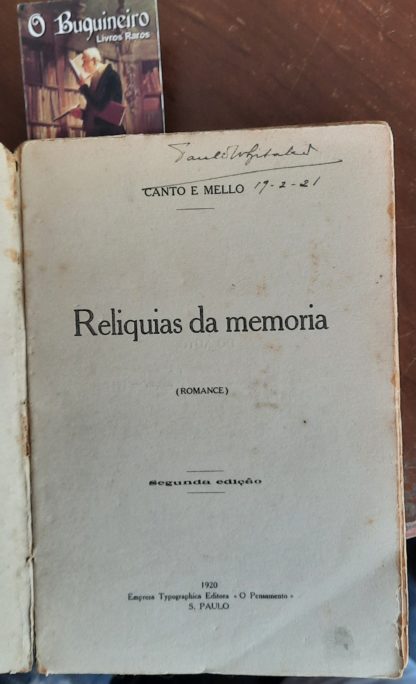 O Buquineiro
Livros Raros
CANTO E MELLO 19-2-21
Reliquias da memoria
(ROMANCE)
Segunda edição
1920
Empreza Typographica Editora « O Pensamento »
S. PAULO